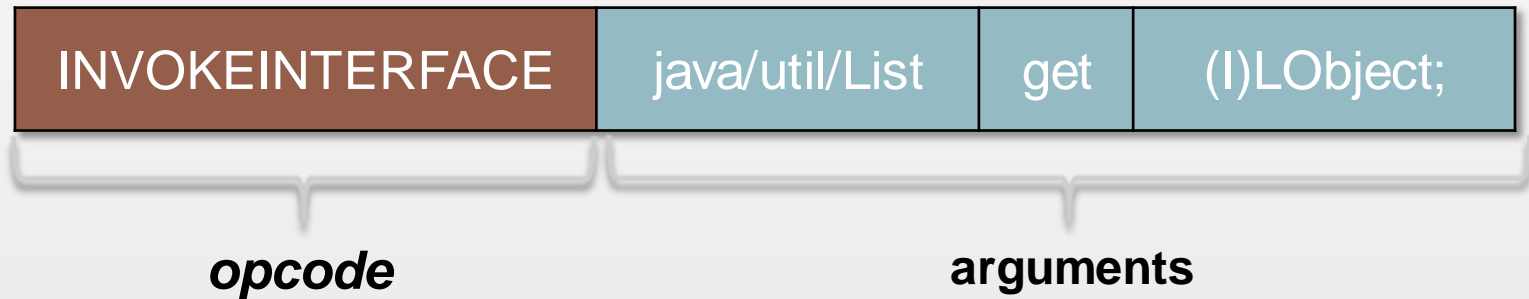 INVOKEINTERFACE java/util/List get (I)LObject;
opcode arguments